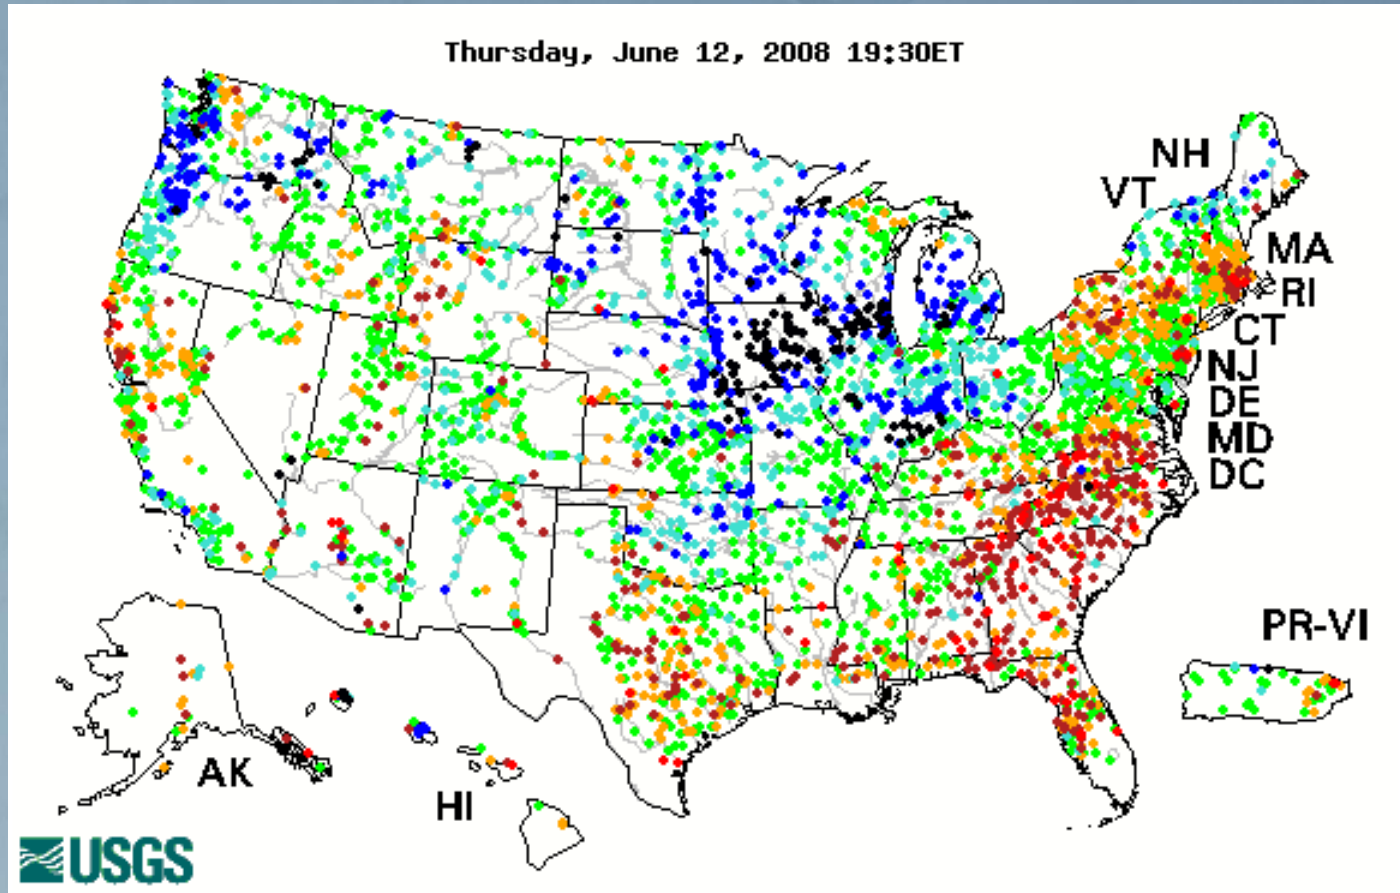 Thursday, June 12, 2008 19:30ET
NH
VT
MA
RI
CT
NJ
DE
MD
DC
PR-VI
AK
HI
USGS